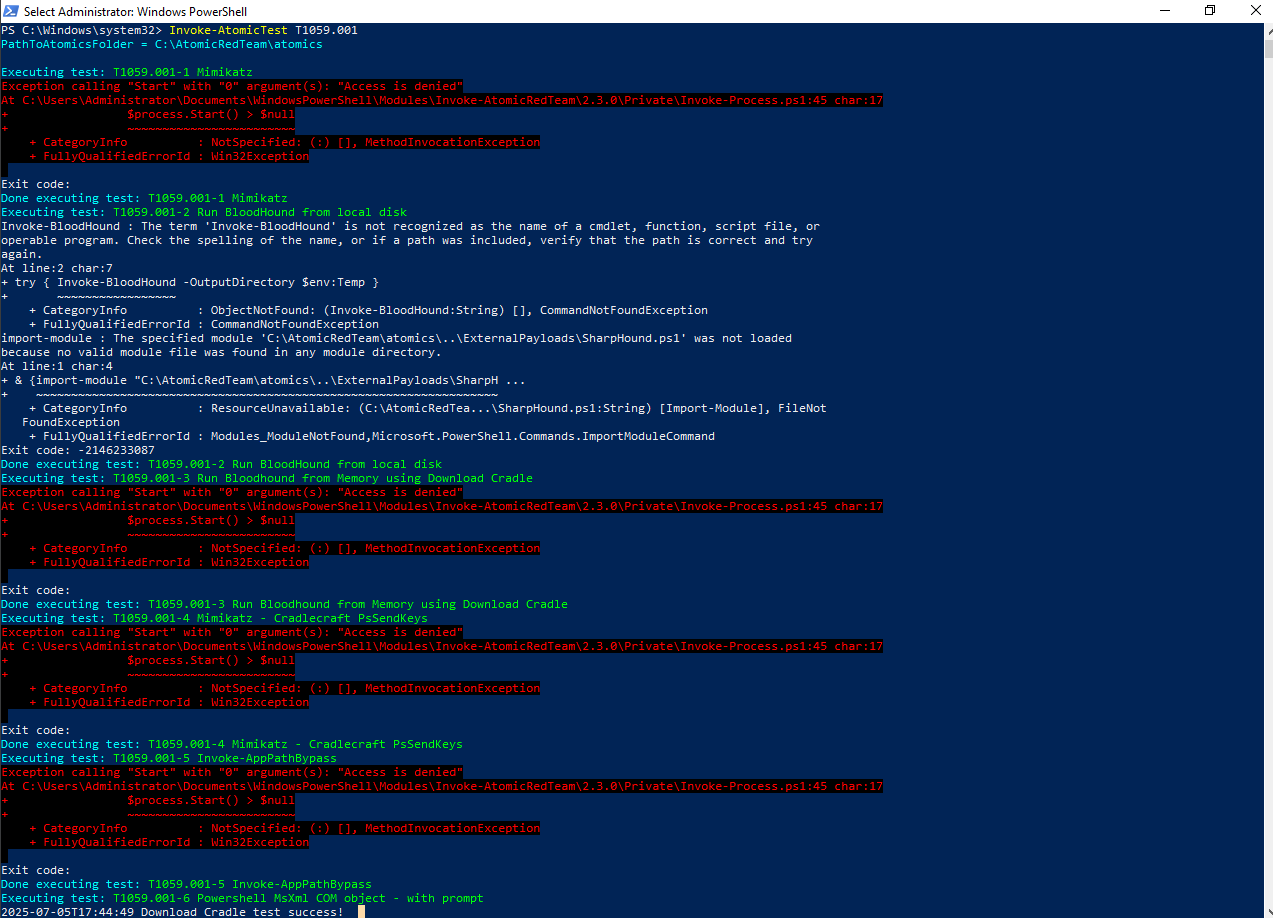 Select Administrator: Windows PowerShell
PS C:\Windows\system32> Invoke-AtomicTest T1059.001
PathToAtomicsFolder = C:\AtomicRedTeam\atomics
Executing test: T1059.001-1 Mimikatz
Exception calling "Start" with "0" argument(s): "Access is denied"
At C:\Users\Administrator\Documents\WindowsPowerShell\Modules\Invoke-AtomicRedTeam\2.3.0\Private\Invoke-Process.ps1:45 char:17
+                 $process.Start() > $null
+                 ~~~~~~~~~~~~~~~~~~~~~~~~
    + CategoryInfo          : NotSpecified: (:) [], MethodInvocationException
    + FullyQualifiedErrorId : Win32Exception
Exit code:
Done executing test: T1059.001-1 Mimikatz
Executing test: T1059.001-2 Run BloodHound from local disk
Invoke-BloodHound : The term 'Invoke-BloodHound' is not recognized as the name of a cmdlet, function, script file, or
operable program. Check the spelling of the name, or if a path was included, verify that the path is correct and try
again.
At line:2 char:7
+ try { Invoke-BloodHound -OutputDirectory $env:Temp }
+       ~~~~~~~~~~~~~~~~~
    + CategoryInfo          : ObjectNotFound: (Invoke-BloodHound:String) [], CommandNotFoundException
    + FullyQualifiedErrorId : CommandNotFoundException
import-module : The specified module 'C:\AtomicRedTeam\atomics\..\ExternalPayloads\SharpHound.ps1' was not loaded
because no valid module file was found in any module directory.
At line:1 char:4
+ & {import-module "C:\AtomicRedTeam\atomics\..\ExternalPayloads\SharpH ...
+    ~~~~~~~~~~~~~~~~~~~~~~~~~~~~~~~~~~~~~~~~~~~~~~~~~~~~~~~~~~~~~~~~~~
    + CategoryInfo          : ResourceUnavailable: (C:\AtomicRedTea...\SharpHound.ps1:String) [Import-Module], FileNot
   FoundException
    + FullyQualifiedErrorId : Modules_ModuleNotFound,Microsoft.PowerShell.Commands.ImportModuleCommand
Exit code: -2146233087
Done executing test: T1059.001-2 Run BloodHound from local disk
Executing test: T1059.001-3 Run Bloodhound from Memory using Download Cradle
Exception calling "Start" with "0" argument(s): "Access is denied"
At C:\Users\Administrator\Documents\WindowsPowerShell\Modules\Invoke-AtomicRedTeam\2.3.0\Private\Invoke-Process.ps1:45 char:17
+                 $process.Start() > $null
+                 ~~~~~~~~~~~~~~~~~~~~~~~~
    + CategoryInfo          : NotSpecified: (:) [], MethodInvocationException
    + FullyQualifiedErrorId : Win32Exception
Exit code:
Done executing test: T1059.001-3 Run Bloodhound from Memory using Download Cradle
Executing test: T1059.001-4 Mimikatz - Cradlecraft PsSendKeys
Exception calling "Start" with "0" argument(s): "Access is denied"
At C:\Users\Administrator\Documents\WindowsPowerShell\Modules\Invoke-AtomicRedTeam\2.3.0\Private\Invoke-Process.ps1:45 char:17
+                 $process.Start() > $null
+                 ~~~~~~~~~~~~~~~~~~~~~~~~
    + CategoryInfo          : NotSpecified: (:) [], MethodInvocationException
    + FullyQualifiedErrorId : Win32Exception
Exit code:
Done executing test: T1059.001-4 Mimikatz - Cradlecraft PsSendKeys
Executing test: T1059.001-5 Invoke-AppPathBypass
Exception calling "Start" with "0" argument(s): "Access is denied"
At C:\Users\Administrator\Documents\WindowsPowerShell\Modules\Invoke-AtomicRedTeam\2.3.0\Private\Invoke-Process.ps1:45 char:17
+                 $process.Start() > $null
+                 ~~~~~~~~~~~~~~~~~~~~~~~~
    + CategoryInfo          : NotSpecified: (:) [], MethodInvocationException
    + FullyQualifiedErrorId : Win32Exception
Exit code:
Done executing test: T1059.001-5 Invoke-AppPathBypass
Executing test: T1059.001-6 Powershell MsXml COM object - with prompt
2025-07-05T17:44:49 Download Cradle test success!